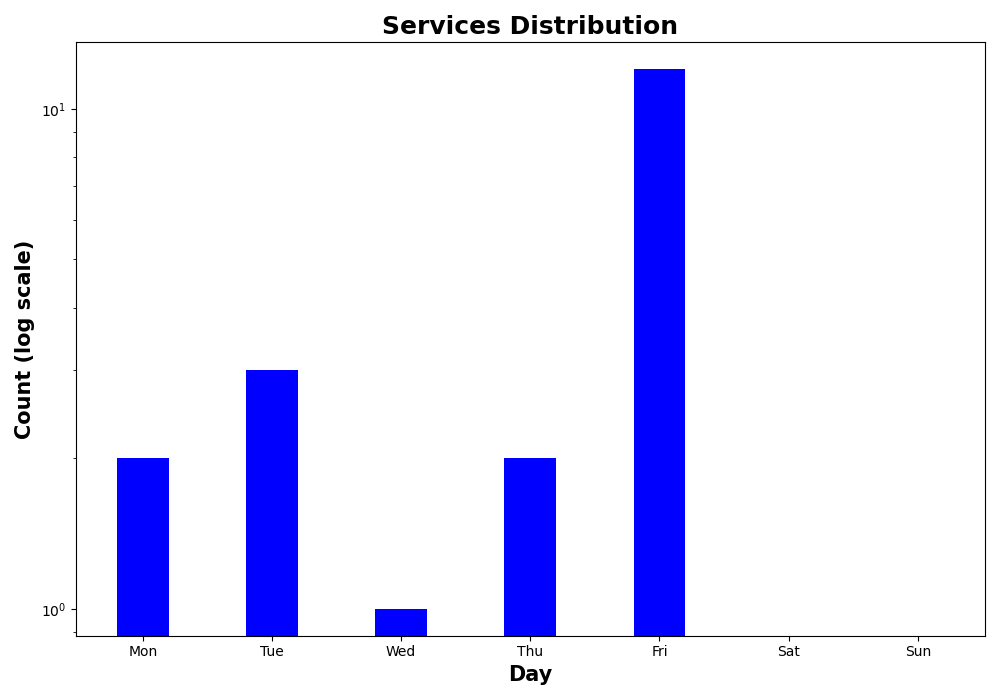 Services Distribution
Count (log scale)
10¹
10⁰
Mon Tue Wed Thu Fri Sat Sun
Day